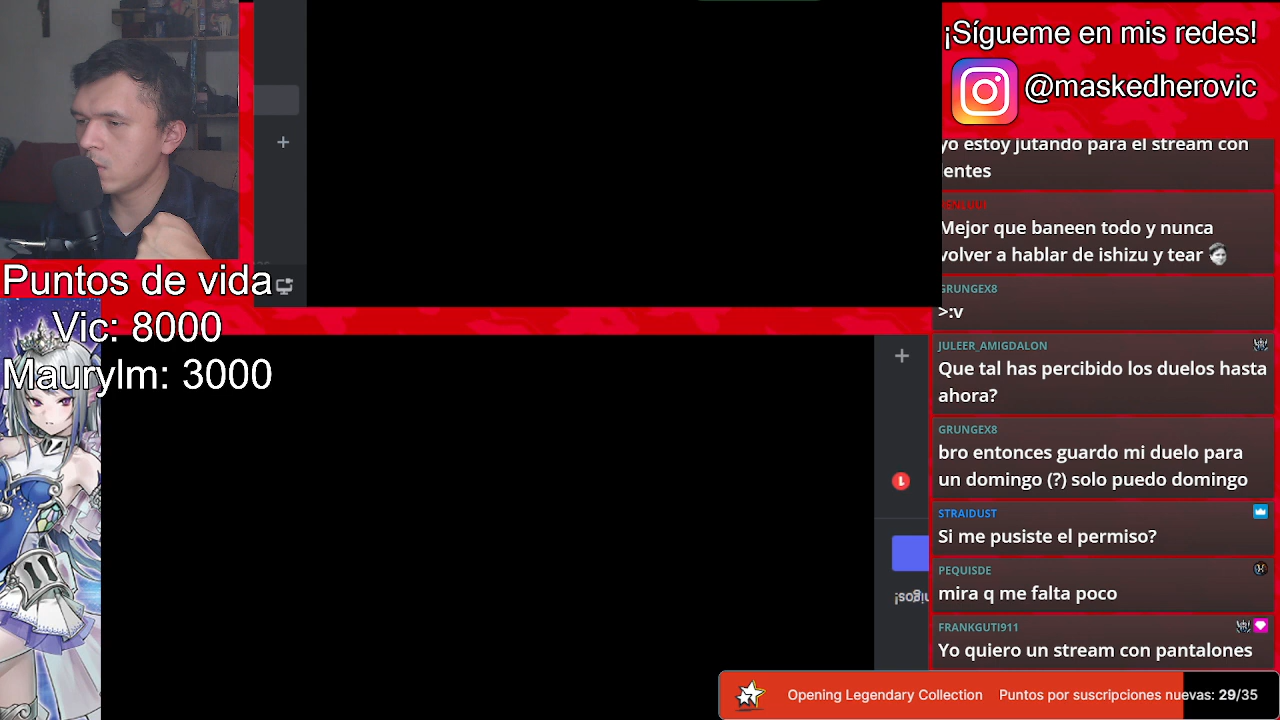 ¡Sígueme en mis redes!
@maskedherovic
yo estoy jutando para el stream con
entes
Mejor que baneen todo y nunca
volver a hablar de ishizu y tear
GRUNGEX8
>:v
JULEER_AMIGDALON
Que tal has percibido los duelos hasta
ahora?
GRUNGEX8
bro entonces guardo mi duelo para
un domingo (?) solo puedo domingo
STRAIDUST
Si me pusiste el permiso?
PEQUISDE
mira q me falta poco
FRANKGUTI911
Yo quiero un stream con pantalones
Puntos de vida
Vic: 8000
Maurylm: 3000
1
Opening Legendary Collection Puntos por suscripciones nuevas: 29/35